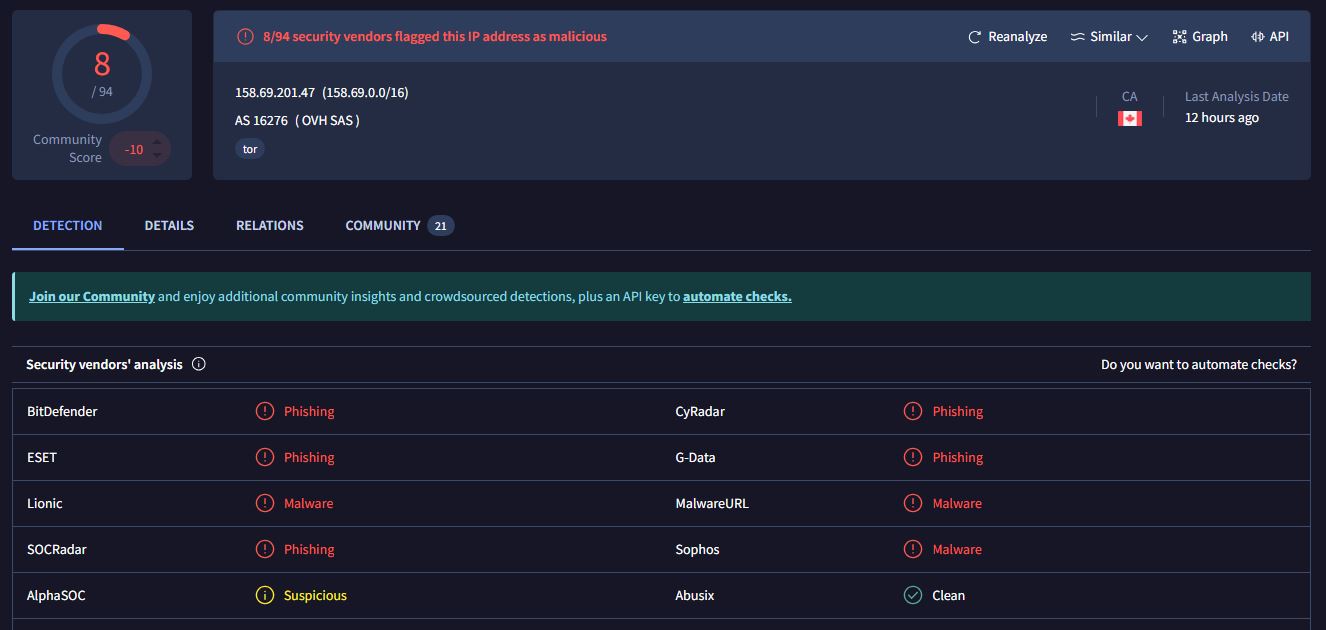 8
/ 94
Community Score
-10
8/94 security vendors flagged this IP address as malicious
Reanalyze
Similar
Graph
API
158.69.201.47 (158.69.0.0/16)
AS 16276 ( OVH SAS )
tor
CA
Last Analysis Date
12 hours ago
DETECTION
DETAILS
RELATIONS
COMMUNITY 21
Join our Community and enjoy additional community insights and crowdsourced detections, plus an API key to automate checks.
Security vendors' analysis
Do you want to automate checks?
BitDefender Phishing CyRadar Phishing
ESET Phishing G-Data Phishing
Lionic Malware MalwareURL Malware
SOCRadar Phishing Sophos Malware
AlphaSOC Suspicious Abusix Clean